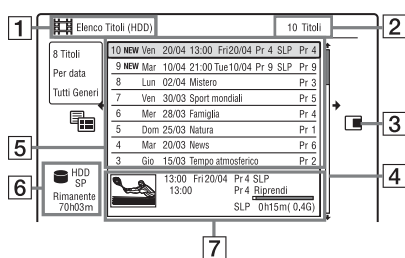 1
Elenco Titoli (HDD)
10 Titoli
2
8 Titoli
Per data
Tutti Generi
10 NEW Ven 20/04 13:00 Fri20/04 Pr 4 SLP Pr 4
9 NEW Mar 10/04 21:00 Tue10/04 Pr 9 SLP Pr 9
8 Lun 02/04 Mistero Pr 3
7 Ven 30/03 Sport mondiali Pr 5
6 Mer 28/03 Famiglia Pr 4
5 Dom 25/03 Natura Pr 1
4 Mar 20/03 News Pr 6
3 Gio 15/03 Tempo atmosferico Pr 2
3
5
4
6
HDD
SP
Rimanente
70h03m
13:00 Fri20/04 Pr4 SLP
13:00 Pr4 Riprendi
SLP 0h15m( 0.4G)
7